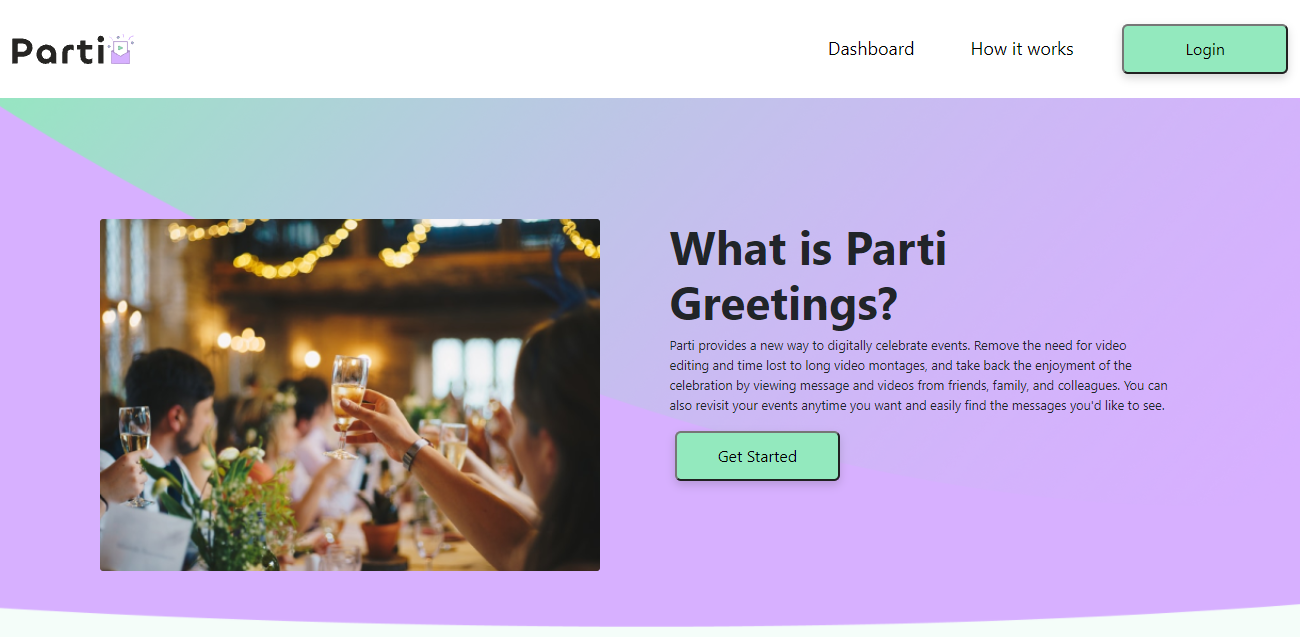 Parti
Dashboard
How it works
Login
What is Parti
Greetings?
Parti provides a new way to digitally celebrate events. Remove the need for video
editing and time lost to long video montages, and take back the enjoyment of the
celebration by viewing message and videos from friends, family, and colleagues. You can
also revisit your events anytime you want and easily find the messages you'd like to see.
Get Started